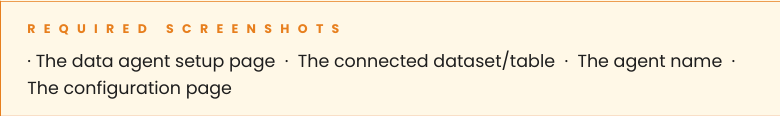 REQUIRED SCREENSHOTS
· The data agent setup page · The connected dataset/table · The agent name ·
The configuration page